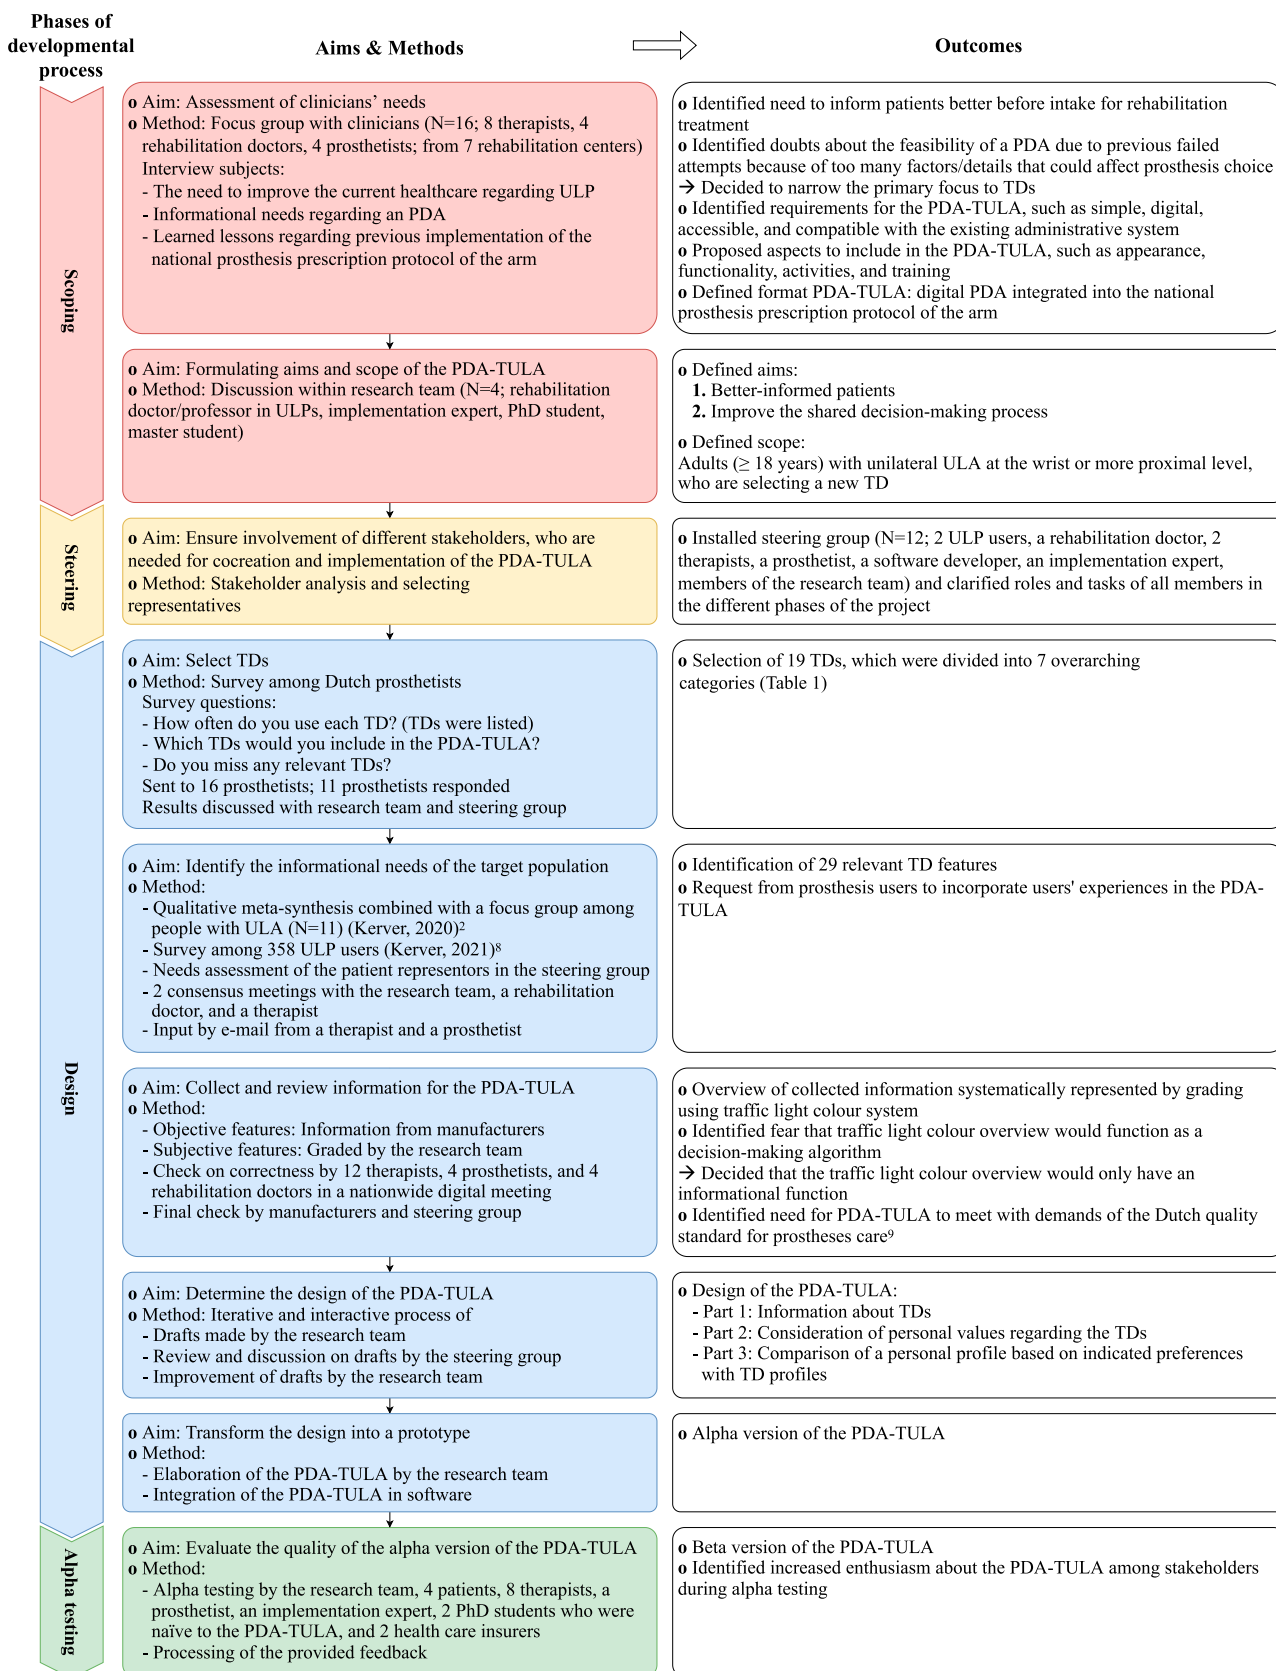 Phases of
developmental
process
Aims & Methods
Outcomes
Scoping
o Aim: Assessment of clinicians' needs
o Method: Focus group with clinicians (N=16; 8 therapists, 4
rehabilitation doctors, 4 prosthetists; from 7 rehabilitation centers)
Interview subjects:
- The need to improve the current healthcare regarding ULP
- Informational needs regarding an PDA
- Learned lessons regarding previous implementation of the
national prosthesis prescription protocol of the arm
o Identified need to inform patients better before intake for rehabilitation
treatment
o Identified doubts about the feasibility of a PDA due to previous failed
attempts because of too many factors/details that could affect prosthesis choice
→ Decided to narrow the primary focus to TDs
o Identified requirements for the PDA-TULA, such as simple, digital,
accessible, and compatible with the existing administrative system
o Proposed aspects to include in the PDA-TULA, such as appearance,
functionality, activities, and training
o Defined format PDA-TULA: digital PDA integrated into the national
prosthesis prescription protocol of the arm
o Aim: Formulating aims and scope of the PDA-TULA
o Method: Discussion within research team (N=4; rehabilitation
doctor/professor in ULPs, implementation expert, PhD student,
master student)
o Defined aims:
1. Better-informed patients
2. Improve the shared decision-making process
o Defined scope:
Adults (≥ 18 years) with unilateral ULA at the wrist or more proximal level,
who are selecting a new TD
Steering
o Aim: Ensure involvement of different stakeholders, who are
needed for cocreation and implementation of the PDA-TULA
o Method: Stakeholder analysis and selecting
representatives
o Installed steering group (N=12; 2 ULP users, a rehabilitation doctor, 2
therapists, a prosthetist, a software developer, an implementation expert,
members of the research team) and clarified roles and tasks of all members in
the different phases of the project
Design
o Aim: Select TDs
o Method: Survey among Dutch prosthetists
Survey questions:
- How often do you use each TD? (TDs were listed)
- Which TDs would you include in the PDA-TULA?
- Do you miss any relevant TDs?
Sent to 16 prosthetists; 11 prosthetists responded
Results discussed with research team and steering group
o Selection of 19 TDs, which were divided into 7 overarching
categories (Table 1)
o Aim: Identify the informational needs of the target population
o Method:
- Qualitative meta-synthesis combined with a focus group among
people with ULA (N=11) (Kerver, 2020)²
- Survey among 358 ULP users (Kerver, 2021)⁸
- Needs assessment of the patient representors in the steering group
- 2 consensus meetings with the research team, a rehabilitation
doctor, and a therapist
- Input by e-mail from a therapist and a prosthetist
o Identification of 29 relevant TD features
o Request from prosthesis users to incorporate users' experiences in the PDA-
TULA
o Aim: Collect and review information for the PDA-TULA
o Method:
- Objective features: Information from manufacturers
- Subjective features: Graded by the research team
- Check on correctness by 12 therapists, 4 prosthetists, and 4
rehabilitation doctors in a nationwide digital meeting
- Final check by manufacturers and steering group
o Overview of collected information systematically represented by grading
using traffic light colour system
o Identified fear that traffic light colour overview would function as a
decision-making algorithm
→ Decided that the traffic light colour overview would only have an
informational function
o Identified need for PDA-TULA to meet with demands of the Dutch quality
standard for prostheses care⁹
o Aim: Determine the design of the PDA-TULA
o Method: Iterative and interactive process of
- Drafts made by the research team
- Review and discussion on drafts by the steering group
- Improvement of drafts by the research team
o Design of the PDA-TULA:
- Part 1: Information about TDs
- Part 2: Consideration of personal values regarding the TDs
- Part 3: Comparison of a personal profile based on indicated preferences
with TD profiles
o Aim: Transform the design into a prototype
o Method:
- Elaboration of the PDA-TULA by the research team
- Integration of the PDA-TULA in software
o Alpha version of the PDA-TULA
Alpha testing
o Aim: Evaluate the quality of the alpha version of the PDA-TULA
o Method:
- Alpha testing by the research team, 4 patients, 8 therapists, a
prosthetist, an implementation expert, 2 PhD students who were
naïve to the PDA-TULA, and 2 health care insurers
- Processing of the provided feedback
o Beta version of the PDA-TULA
o Identified increased enthusiasm about the PDA-TULA among stakeholders
during alpha testing